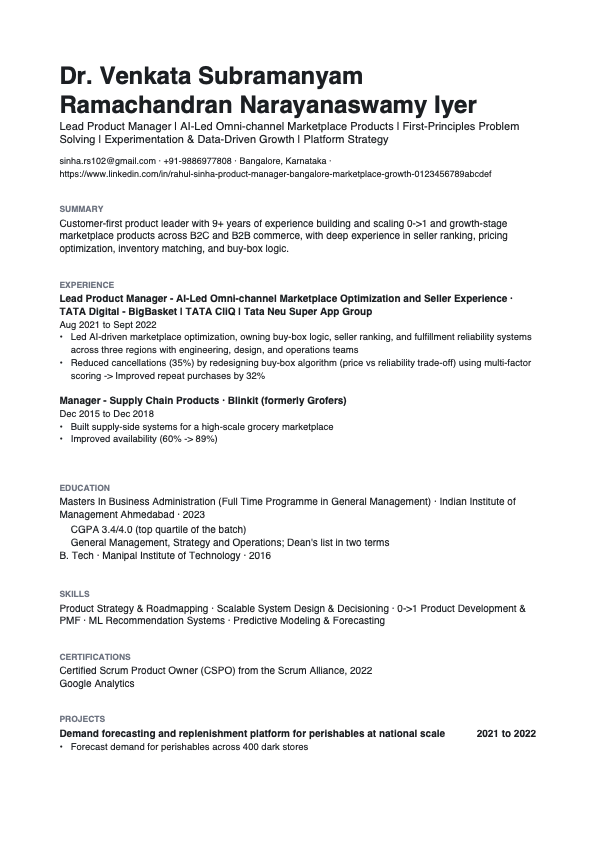 Dr. Venkata Subramanyam
Ramachandran Narayanaswamy Iyer
Lead Product Manager | AI-Led Omni-channel Marketplace Products | First-Principles Problem
Solving | Experimentation & Data-Driven Growth | Platform Strategy
sinha.rs102@gmail.com · +91-9886977808 · Bangalore, Karnataka ·
https://www.linkedin.com/in/rahul-sinha-product-manager-bangalore-marketplace-growth-0123456789abcdef
SUMMARY
Customer-first product leader with 9+ years of experience building and scaling 0->1 and growth-stage
marketplace products across B2C and B2B commerce, with deep experience in seller ranking, pricing
optimization, inventory matching, and buy-box logic.
EXPERIENCE
Lead Product Manager - AI-Led Omni-channel Marketplace Optimization and Seller Experience ·
TATA Digital - BigBasket | TATA CliQ | Tata Neu Super App Group
Aug 2021 to Sept 2022
• Led AI-driven marketplace optimization, owning buy-box logic, seller ranking, and fulfillment reliability systems
across three regions with engineering, design, and operations teams
• Reduced cancellations (35%) by redesigning buy-box algorithm (price vs reliability trade-off) using multi-factor
scoring -> Improved repeat purchases by 32%
Manager - Supply Chain Products · Blinkit (formerly Grofers)
Dec 2015 to Dec 2018
• Built supply-side systems for a high-scale grocery marketplace
• Improved availability (60% -> 89%)
EDUCATION
Masters In Business Administration (Full Time Programme in General Management) · Indian Institute of
Management Ahmedabad · 2023
CGPA 3.4/4.0 (top quartile of the batch)
General Management, Strategy and Operations; Dean's list in two terms
B. Tech · Manipal Institute of Technology · 2016
SKILLS
Product Strategy & Roadmapping · Scalable System Design & Decisioning · 0->1 Product Development &
PMF · ML Recommendation Systems · Predictive Modeling & Forecasting
CERTIFICATIONS
Certified Scrum Product Owner (CSPO) from the Scrum Alliance, 2022
Google Analytics
PROJECTS
Demand forecasting and replenishment platform for perishables at national scale 2021 to 2022
• Forecast demand for perishables across 400 dark stores